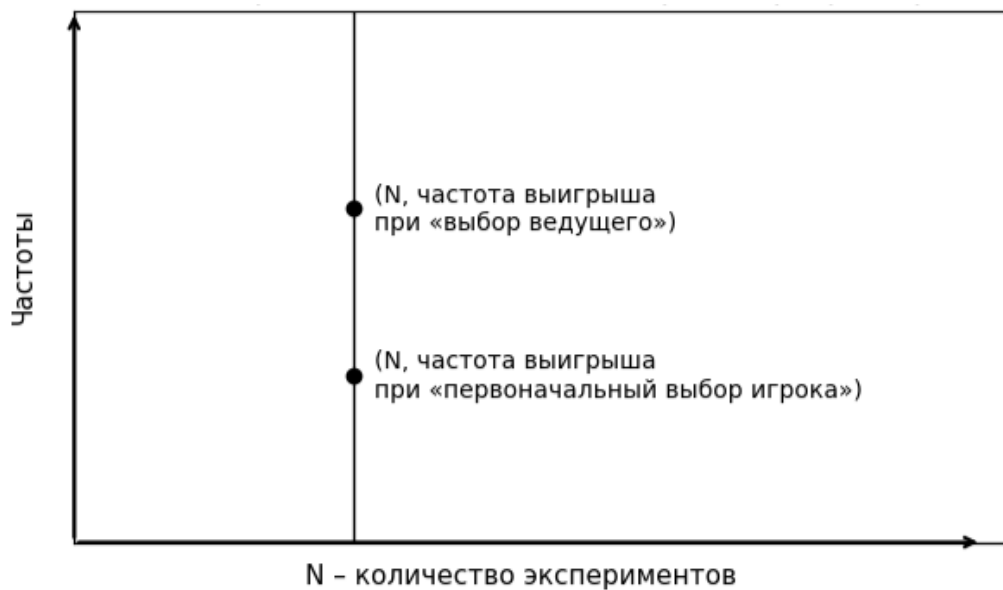 Частоты
(N, частота выигрыша
при «выбор ведущего»)
(N, частота выигрыша
при «первоначальный выбор игрока»)
N – количество экспериментов